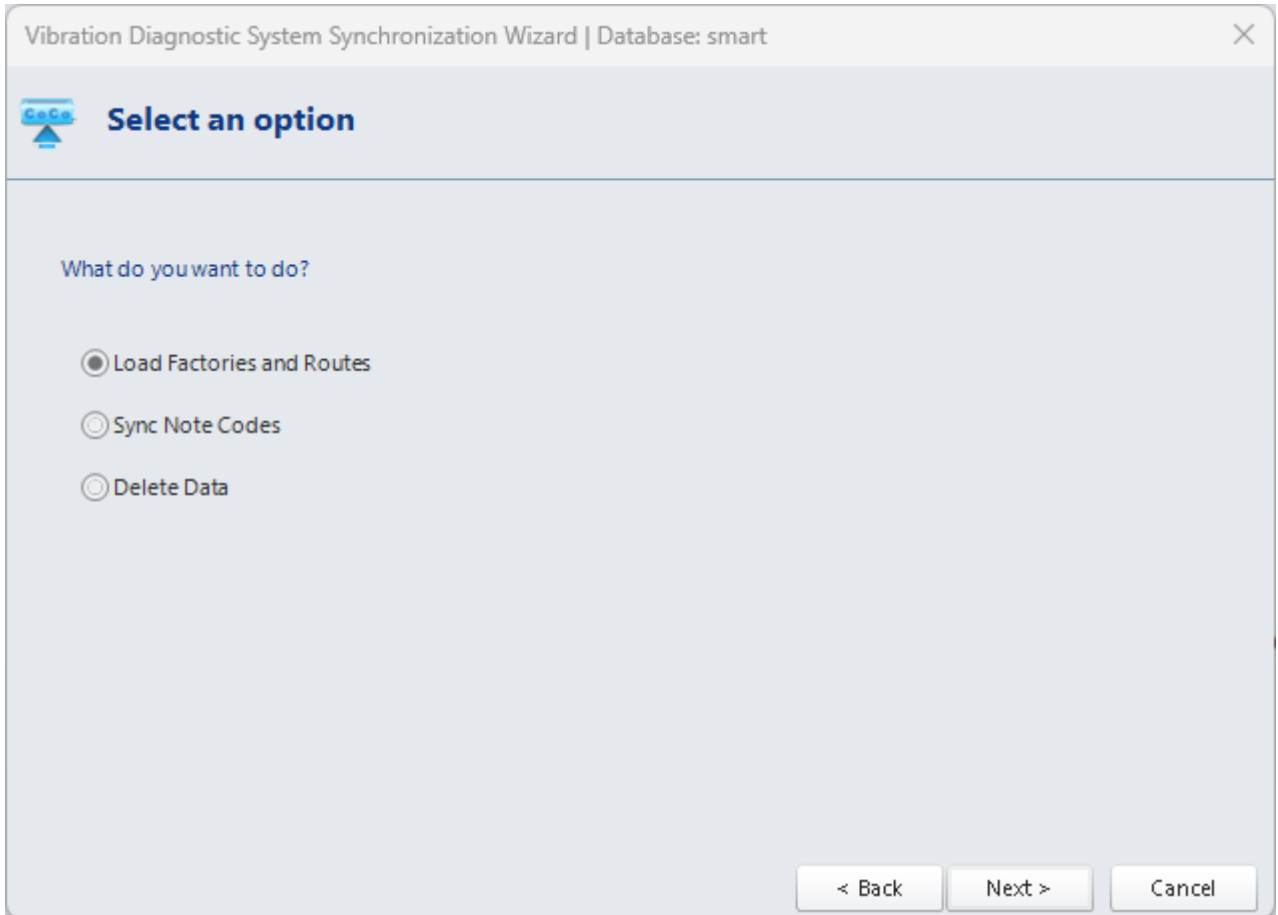 Vibration Diagnostic System Synchronization Wizard | Database: smart
CoCo
Select an option
What do you want to do?
Load Factories and Routes
Sync Note Codes
Delete Data
< Back
Next >
Cancel